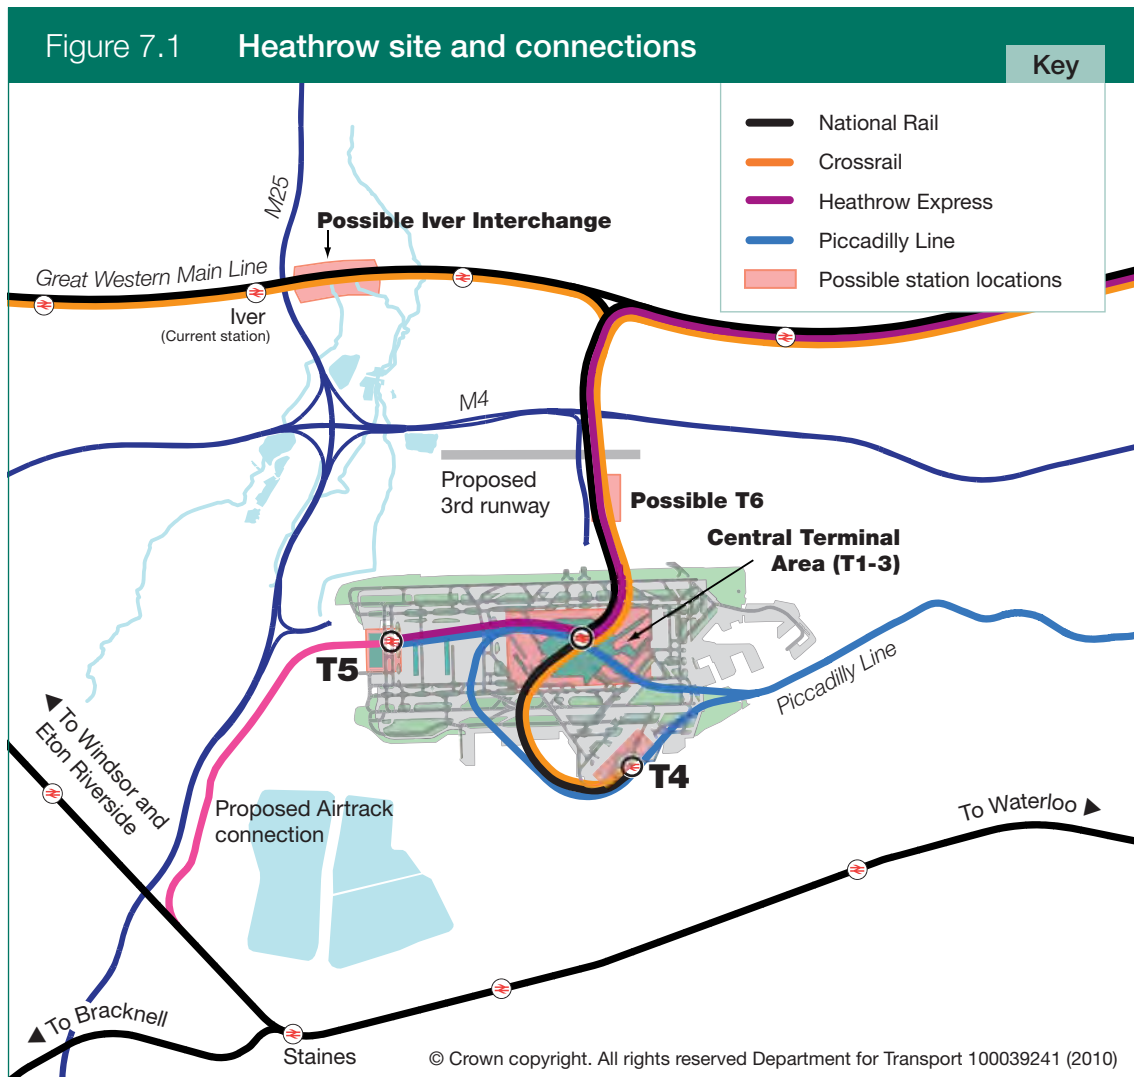 Figure 7.1 Heathrow site and connections
Key
National Rail
Crossrail
Heathrow Express
Piccadilly Line
Possible station locations
M25
Possible Iver Interchange
Great Western Main Line
Iver
(Current station)
M4
Proposed
3rd runway
Possible T6
Central Terminal
Area (T1-3)
T5
Piccadilly Line
T4
◀ To Windsor and
Eton Riverside
Proposed Airtrack
connection
To Waterloo ▶
◀ To Bracknell
Staines
© Crown copyright. All rights reserved Department for Transport 100039241 (2010)